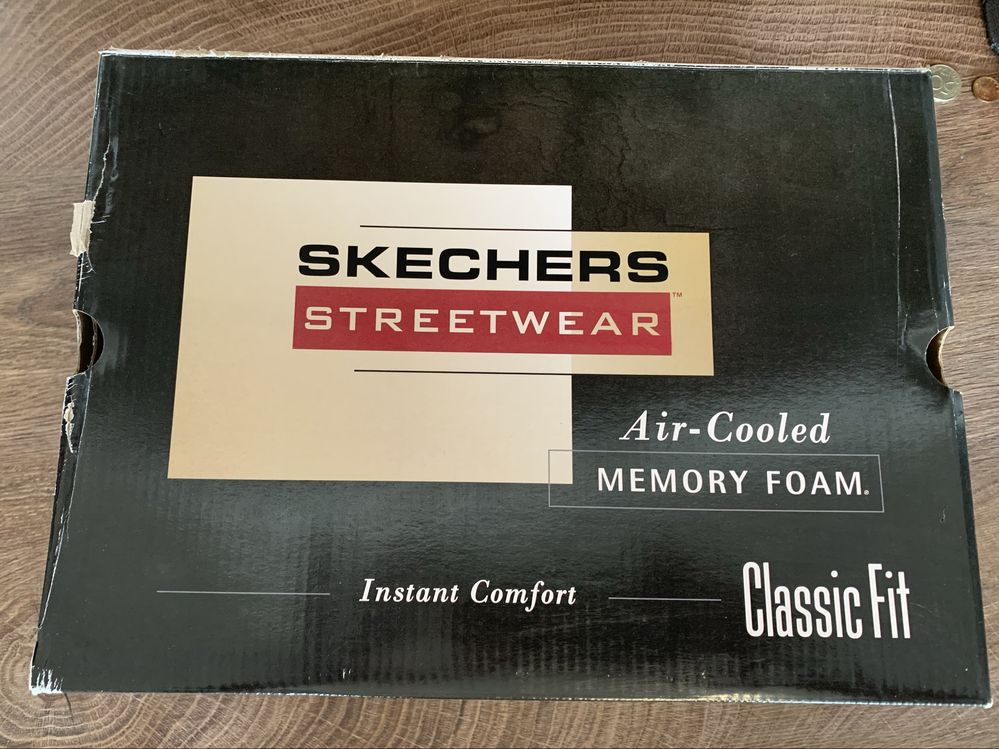 SKECHERS
STREETWEAR™
Air-Cooled
MEMORY FOAM®
Instant Comfort
Classic Fit